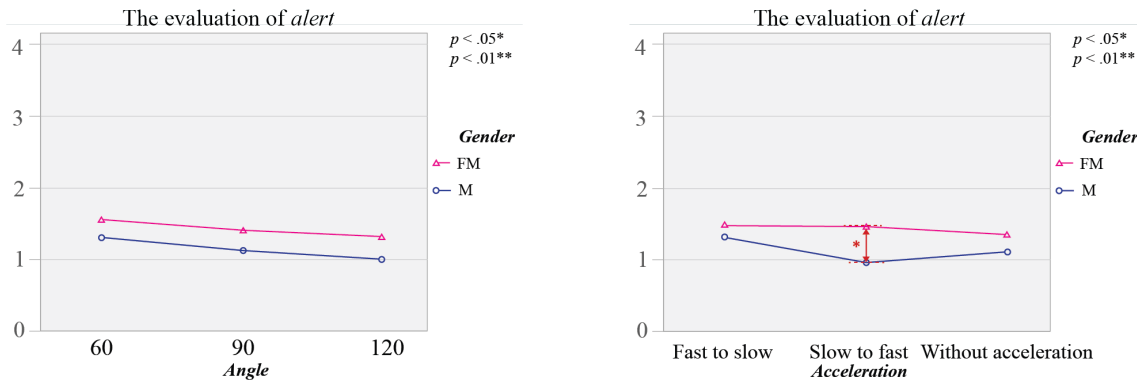 The evaluation of alert
p < .05*
p < .01**
4
3
2
1
0
Gender
FM
M
60 90 120
Angle
The evaluation of alert
p < .05*
p < .01**
4
3
2
1
0
*
Gender
FM
M
Fast to slow Slow to fast Without acceleration
Acceleration